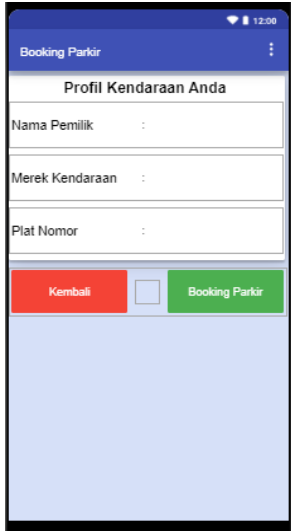 12:00
Booking Parkir
Profil Kendaraan Anda
Nama Pemilik :
Merek Kendaraan :
Plat Nomor :
Kembali Booking Parkir